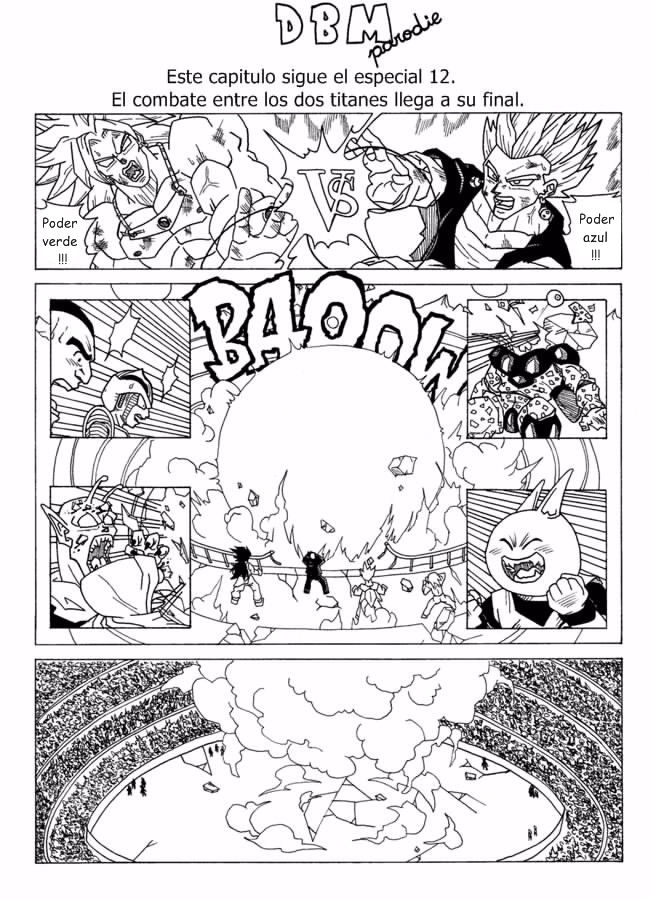 DBM
parodie
Este capitulo sigue el especial 12.
El combate entre los dos titanes llega a su final.
Poder
verde
!!!
VS
Poder
azul
!!!
BAOOW